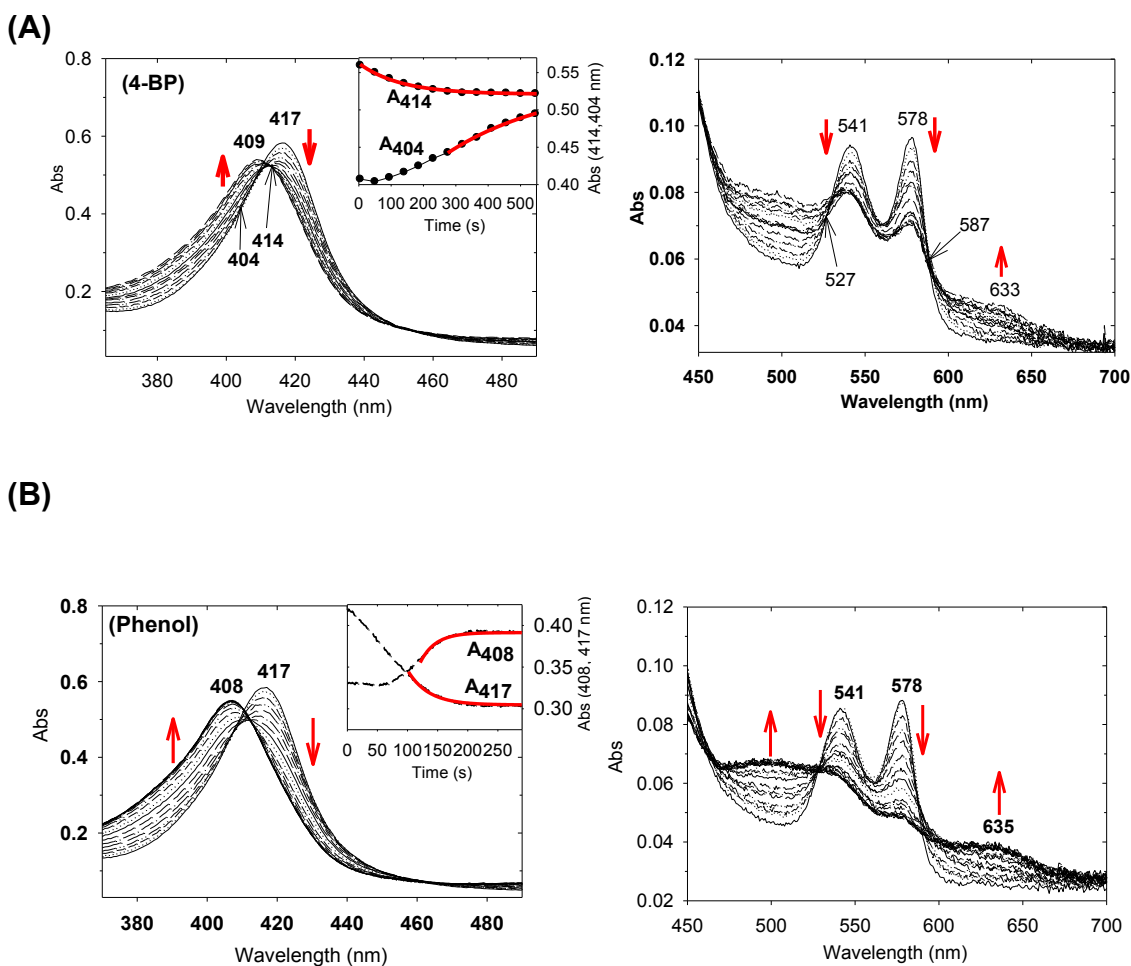 (A)
(4-BP)
Abs
0.8
0.6
0.4
0.2
409
417
404
414
380 400 420 440 460 480
Wavelength (nm)
A414
A404
0.55
0.50
0.45
0.40
Abs (414,404 nm)
0 100 200 300 400 500
Time (s)
Abs
0.12
0.10
0.08
0.06
0.04
541
578
587
527
633
450 500 550 600 650 700
Wavelength (nm)
(B)
(Phenol)
Abs
0.8
0.6
0.4
0.2
408
417
380 400 420 440 460 480
Wavelength (nm)
A408
A417
0.40
0.35
0.30
Abs (408, 417 nm)
0 50 100 150 200 250
Time (s)
Abs
0.12
0.10
0.08
0.06
0.04
0.02
541
578
635
450 500 550 600 650 700
Wavelength (nm)